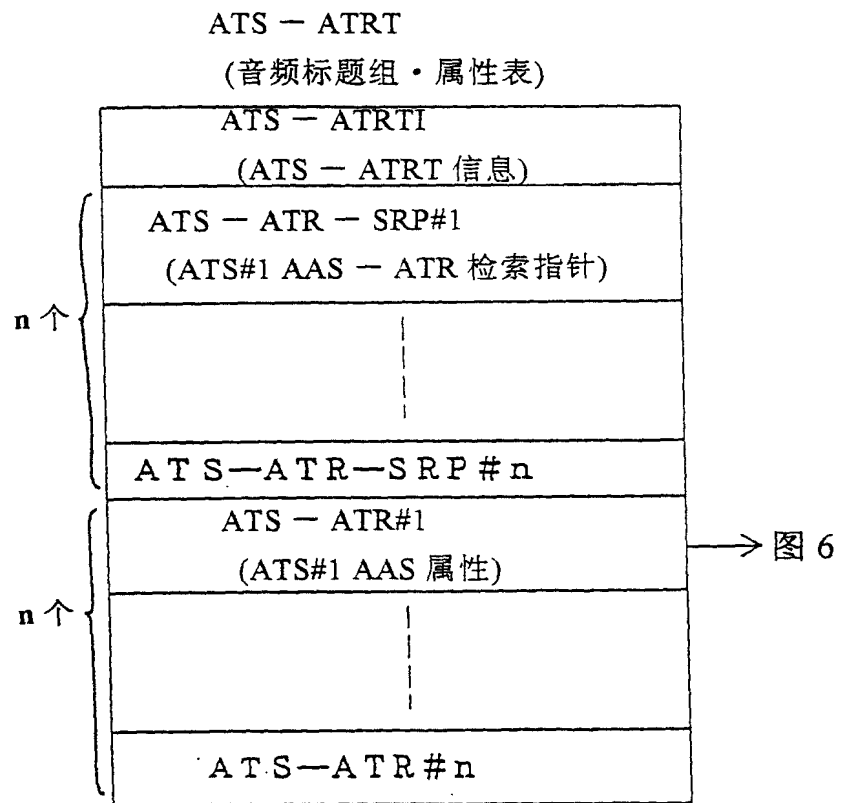 ATS — ATRT
(音频标题组・属性表)
ATS — ATRTI
(ATS — ATRT 信息)
ATS — ATR — SRP#1
(ATS#1 AAS — ATR 检索指针)
n 个
ATS—ATR—SRP#n
ATS — ATR#1
(ATS#1 AAS 属性)
图 6
n 个
ATS—ATR#n